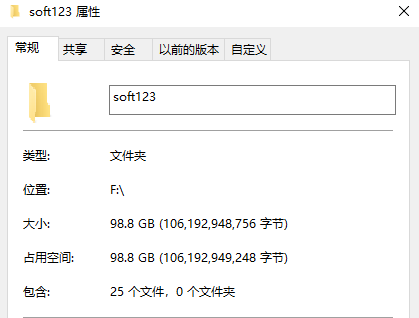 soft123 属性
常规 共享 安全 以前的版本 自定义
soft123
类型: 文件夹
位置: F:\
大小: 98.8 GB (106,192,948,756 字节)
占用空间: 98.8 GB (106,192,949,248 字节)
包含: 25 个文件，0 个文件夹